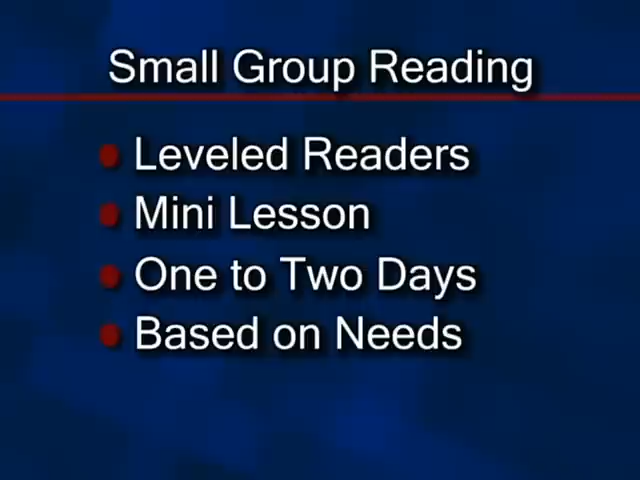 Small Group Reading
Leveled Readers
Mini Lesson
One to Two Days
Based on Needs